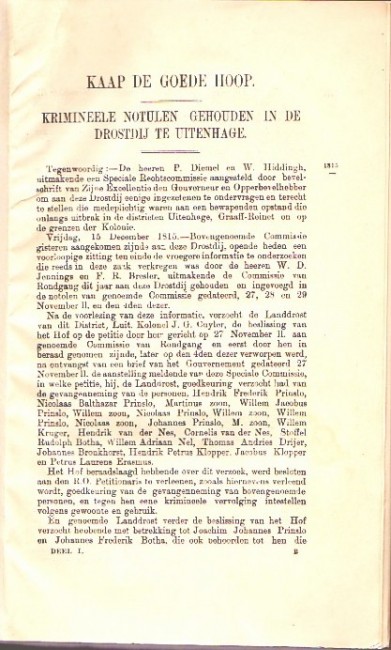 KAAP DE GOEDE HOOP.
KRIMINEELE NOTULEN GEHOUDEN IN DE
DROSTDIJ TE UITENHAGE.
Tegenwoordig:—De heeren P. Diemel en W. Hiddingh, 1815
uitmakende een Speciale Rechtscommissie aangesteld door bevel-
schrift van Zijne Excellentie den Gouverneur en Opperbevelhebber
om aan deze Drostdij eenige ingezetenen te ondervragen en terecht
te stellen die medeplichtig waren aan een bewapenden opstand die
onlangs uitbrak in de districten Uitenhage, Graaff-Reinet en op
de grenzen der Kolonie.
Vrijdag, 15 December 1815.—Bovengenoemde Commissie
gisteren aangekomen zijnde aan deze Drostdij, opende heden een
voorloopige zitting ten einde de vroegere informatie te onderzoeken
die reeds in deze zaak verkregen was door de heeren W. D.
Jennings en F. R. Bresler, uitmakende de Commissie van
Rondgang dit jaar aan deze Drostdij gehouden en ingevoegd in
de notolen van genoemde Commissie gedateerd, 27, 28 en 29
November ll. en den 4den dezer.
Na de voorlezing van deze informatie, verzocht de Landdrost
van dit District, Luit. Kolonel J. G. Cuyler, de beslissing van
het Hof op de petitie door hem gericht op 27 November ll. aan
genoemde Commissie van Rondgang en eerst door hen in
beraad genomen zijnde, later op den 4den dezer verworpen werd,
na ontvangst van een brief van het Gouvernement gedateerd 27
November ll. de aanstelling meldende van deze Speciale Commissie,
in welke petitie, hij, de Landdrost, goedkeuring verzocht had van
de gevangenneming van de personen, Hendrik Frederik Prinslo,
Nicolaas Balthazar Prinslo, Martinus zoon, Willem Jacobus
Prinslo, Willem zoon, Nicolaas Prinslo, Willem zoon, Willem
Prinslo, Nicolaas zoon, Johannes Prinslo, M. zoon, Willem
Kruger, Hendrik van der Nes, Cornelis van der Nes, Stoffel
Rudolph Botha, Willem Adriaan Nel, Thomas Andries Drijer,
Johannes Bronkhorst, Hendrik Petrus Klopper, Jacobus Klopper
en Petrus Laurens Erasmus.
Het Hof beraadslaagd hebbende over dit verzoek, werd besloten
aan den R.O. Petitionaris te verleenen, zooals hiernevens verleend
wordt, goedkeuring van de gevangenneming van bovengenoemde
personen, en tegen hen eene krimineele vervolging intestellen
volgens gewoonte en gebruik.
En genoemde Landdrost verder de beslissing van het Hof
verzocht hebbende met betrekking tot Joachim Johannes Prinslo
en Johannes Frederik Botha, die ook behoorden tot hen die
DEEL I. B